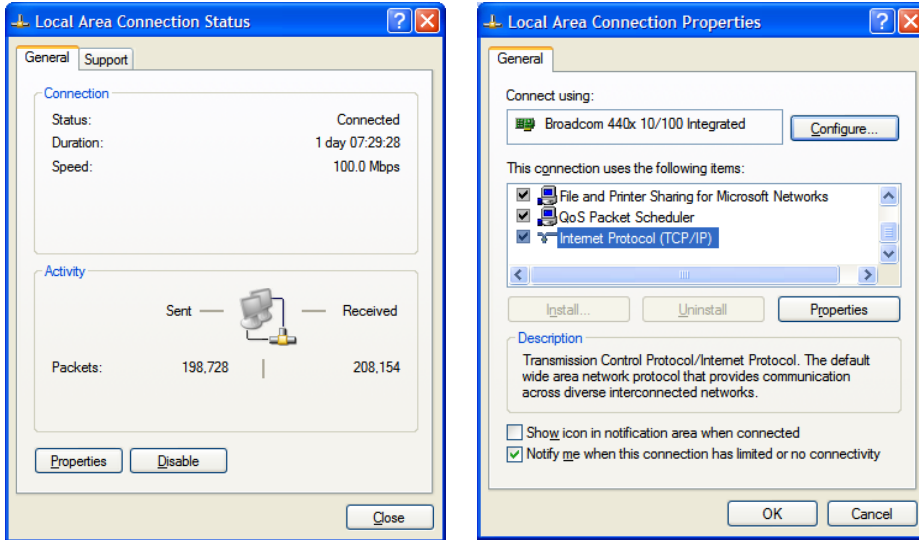 Local Area Connection Status
General Support
Connection
Status: Connected
Duration: 1 day 07:29:28
Speed: 100.0 Mbps
Activity
Sent — — Received
Packets: 198,728 | 208,154
Properties Disable
Close
Local Area Connection Properties
General
Connect using:
Broadcom 440x 10/100 Integrated Configure...
This connection uses the following items:
File and Printer Sharing for Microsoft Networks
QoS Packet Scheduler
Internet Protocol (TCP/IP)
Install... Uninstall Properties
Description
Transmission Control Protocol/Internet Protocol. The default
wide area network protocol that provides communication
across diverse interconnected networks.
Show icon in notification area when connected
Notify me when this connection has limited or no connectivity
OK Cancel